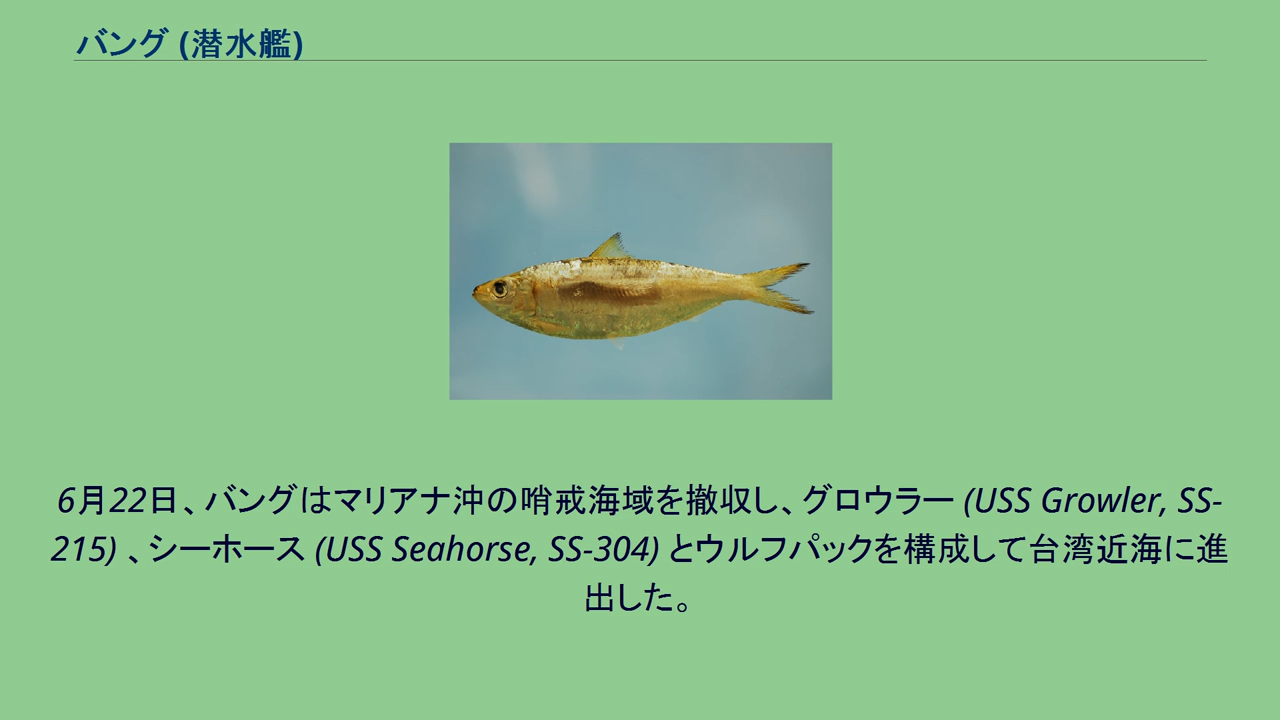 バング (潜水艦)
6月22日、バングはマリアナ沖の哨戒海域を撤収し、グロウラー (USS Growler, SS-
215) 、シーホース (USS Seahorse, SS-304) とウルフパックを構成して台湾近海に進
出した。